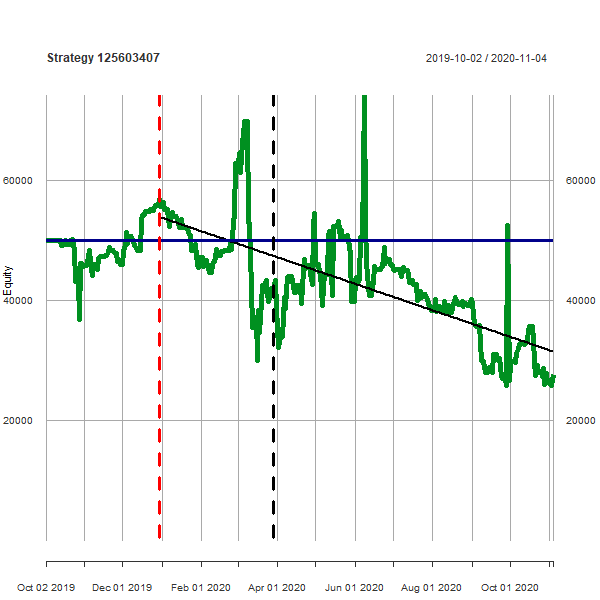 Strategy 125603407
2019-10-02 / 2020-11-04
60000
60000
Equity
40000
40000
20000
20000
Oct 02 2019
Dec 01 2019
Feb 01 2020
Apr 01 2020
Jun 01 2020
Aug 01 2020
Oct 01 2020